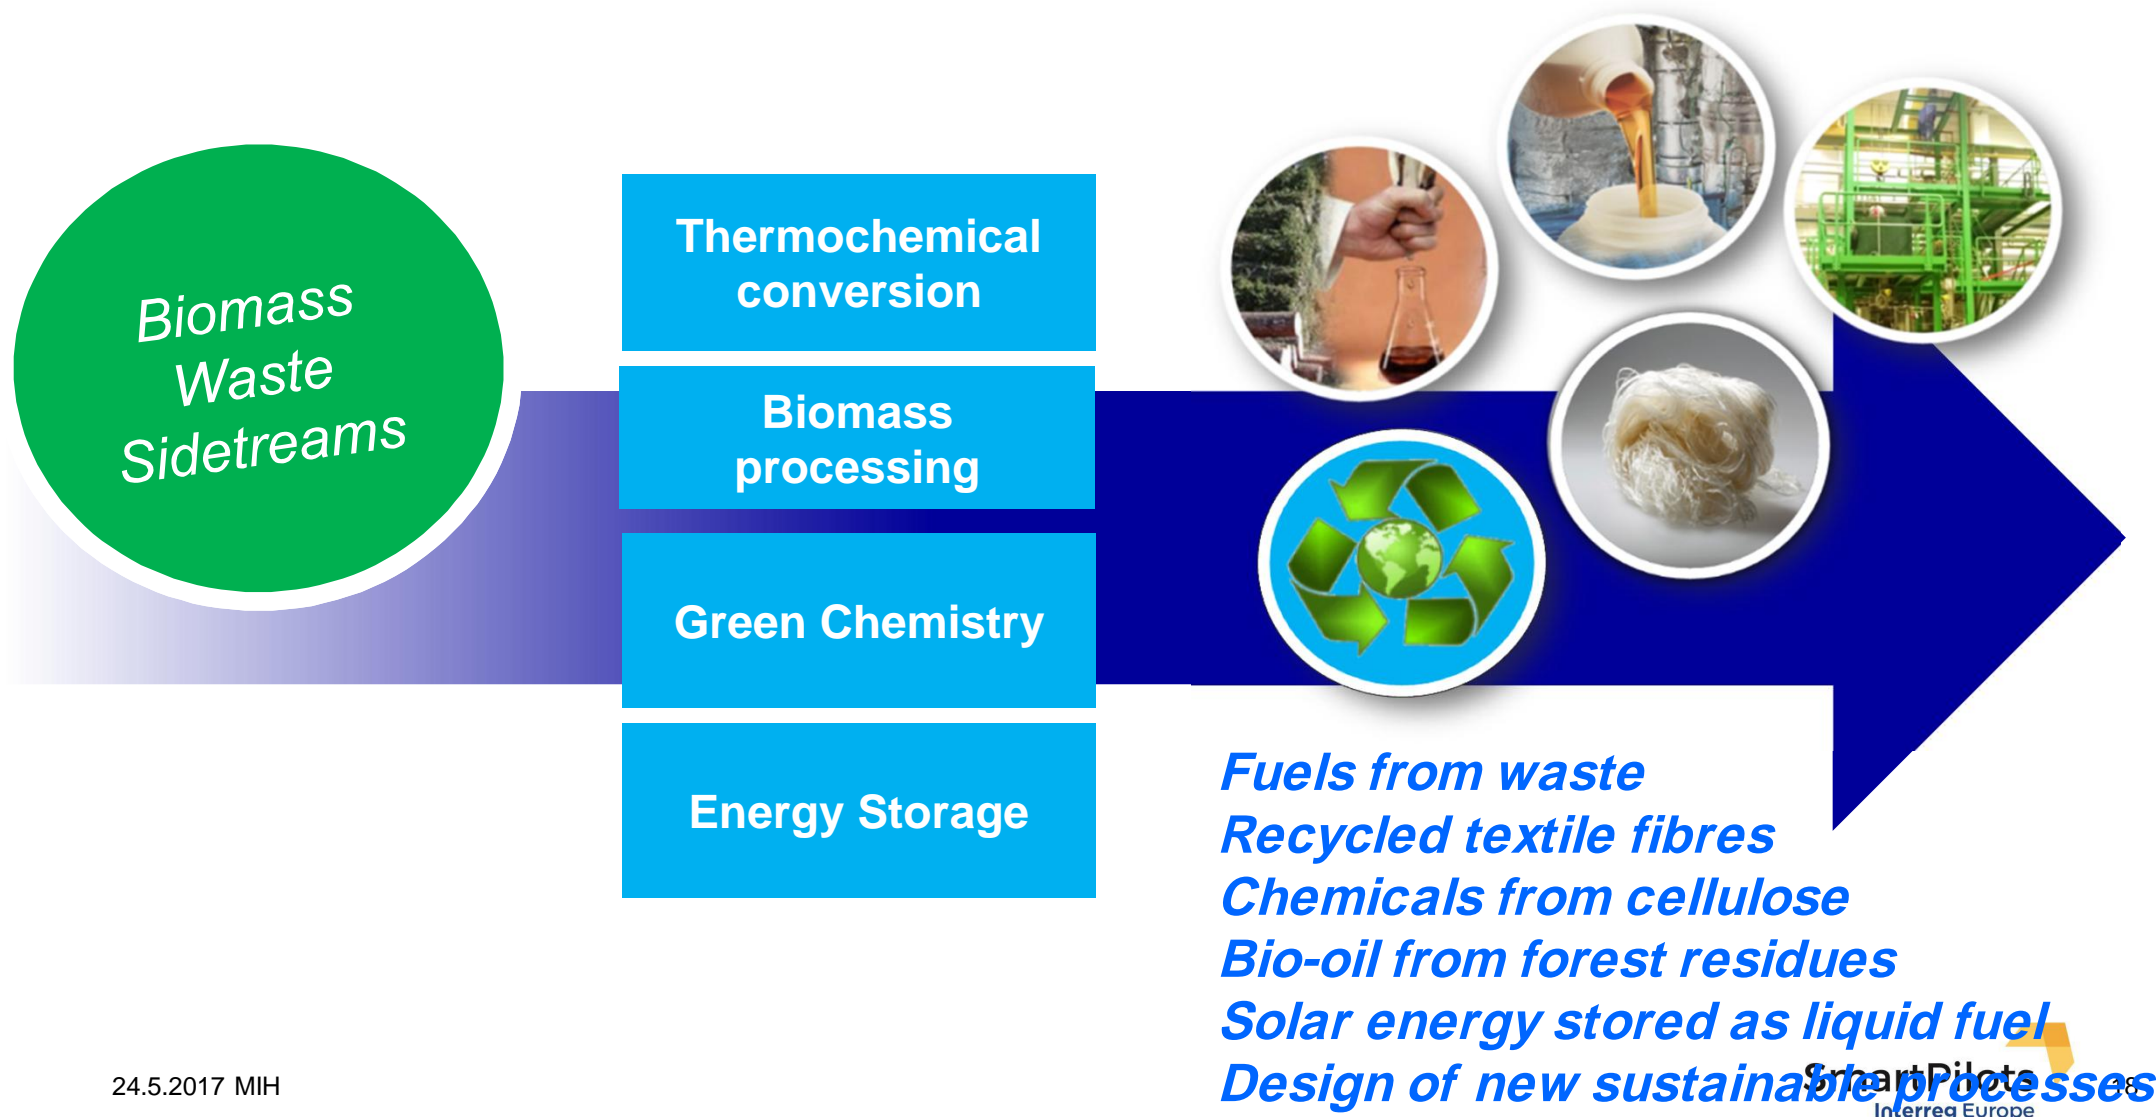 Biomass
Waste
Sidetreams
Thermochemical
conversion
Biomass
processing
Green Chemistry
Energy Storage
Fuels from waste
Recycled textile fibres
Chemicals from cellulose
Bio-oil from forest residues
Solar energy stored as liquid fuel
Design of new sustainable processes
24.5.2017 MIH
SmartPilots
Interreg Europe
18